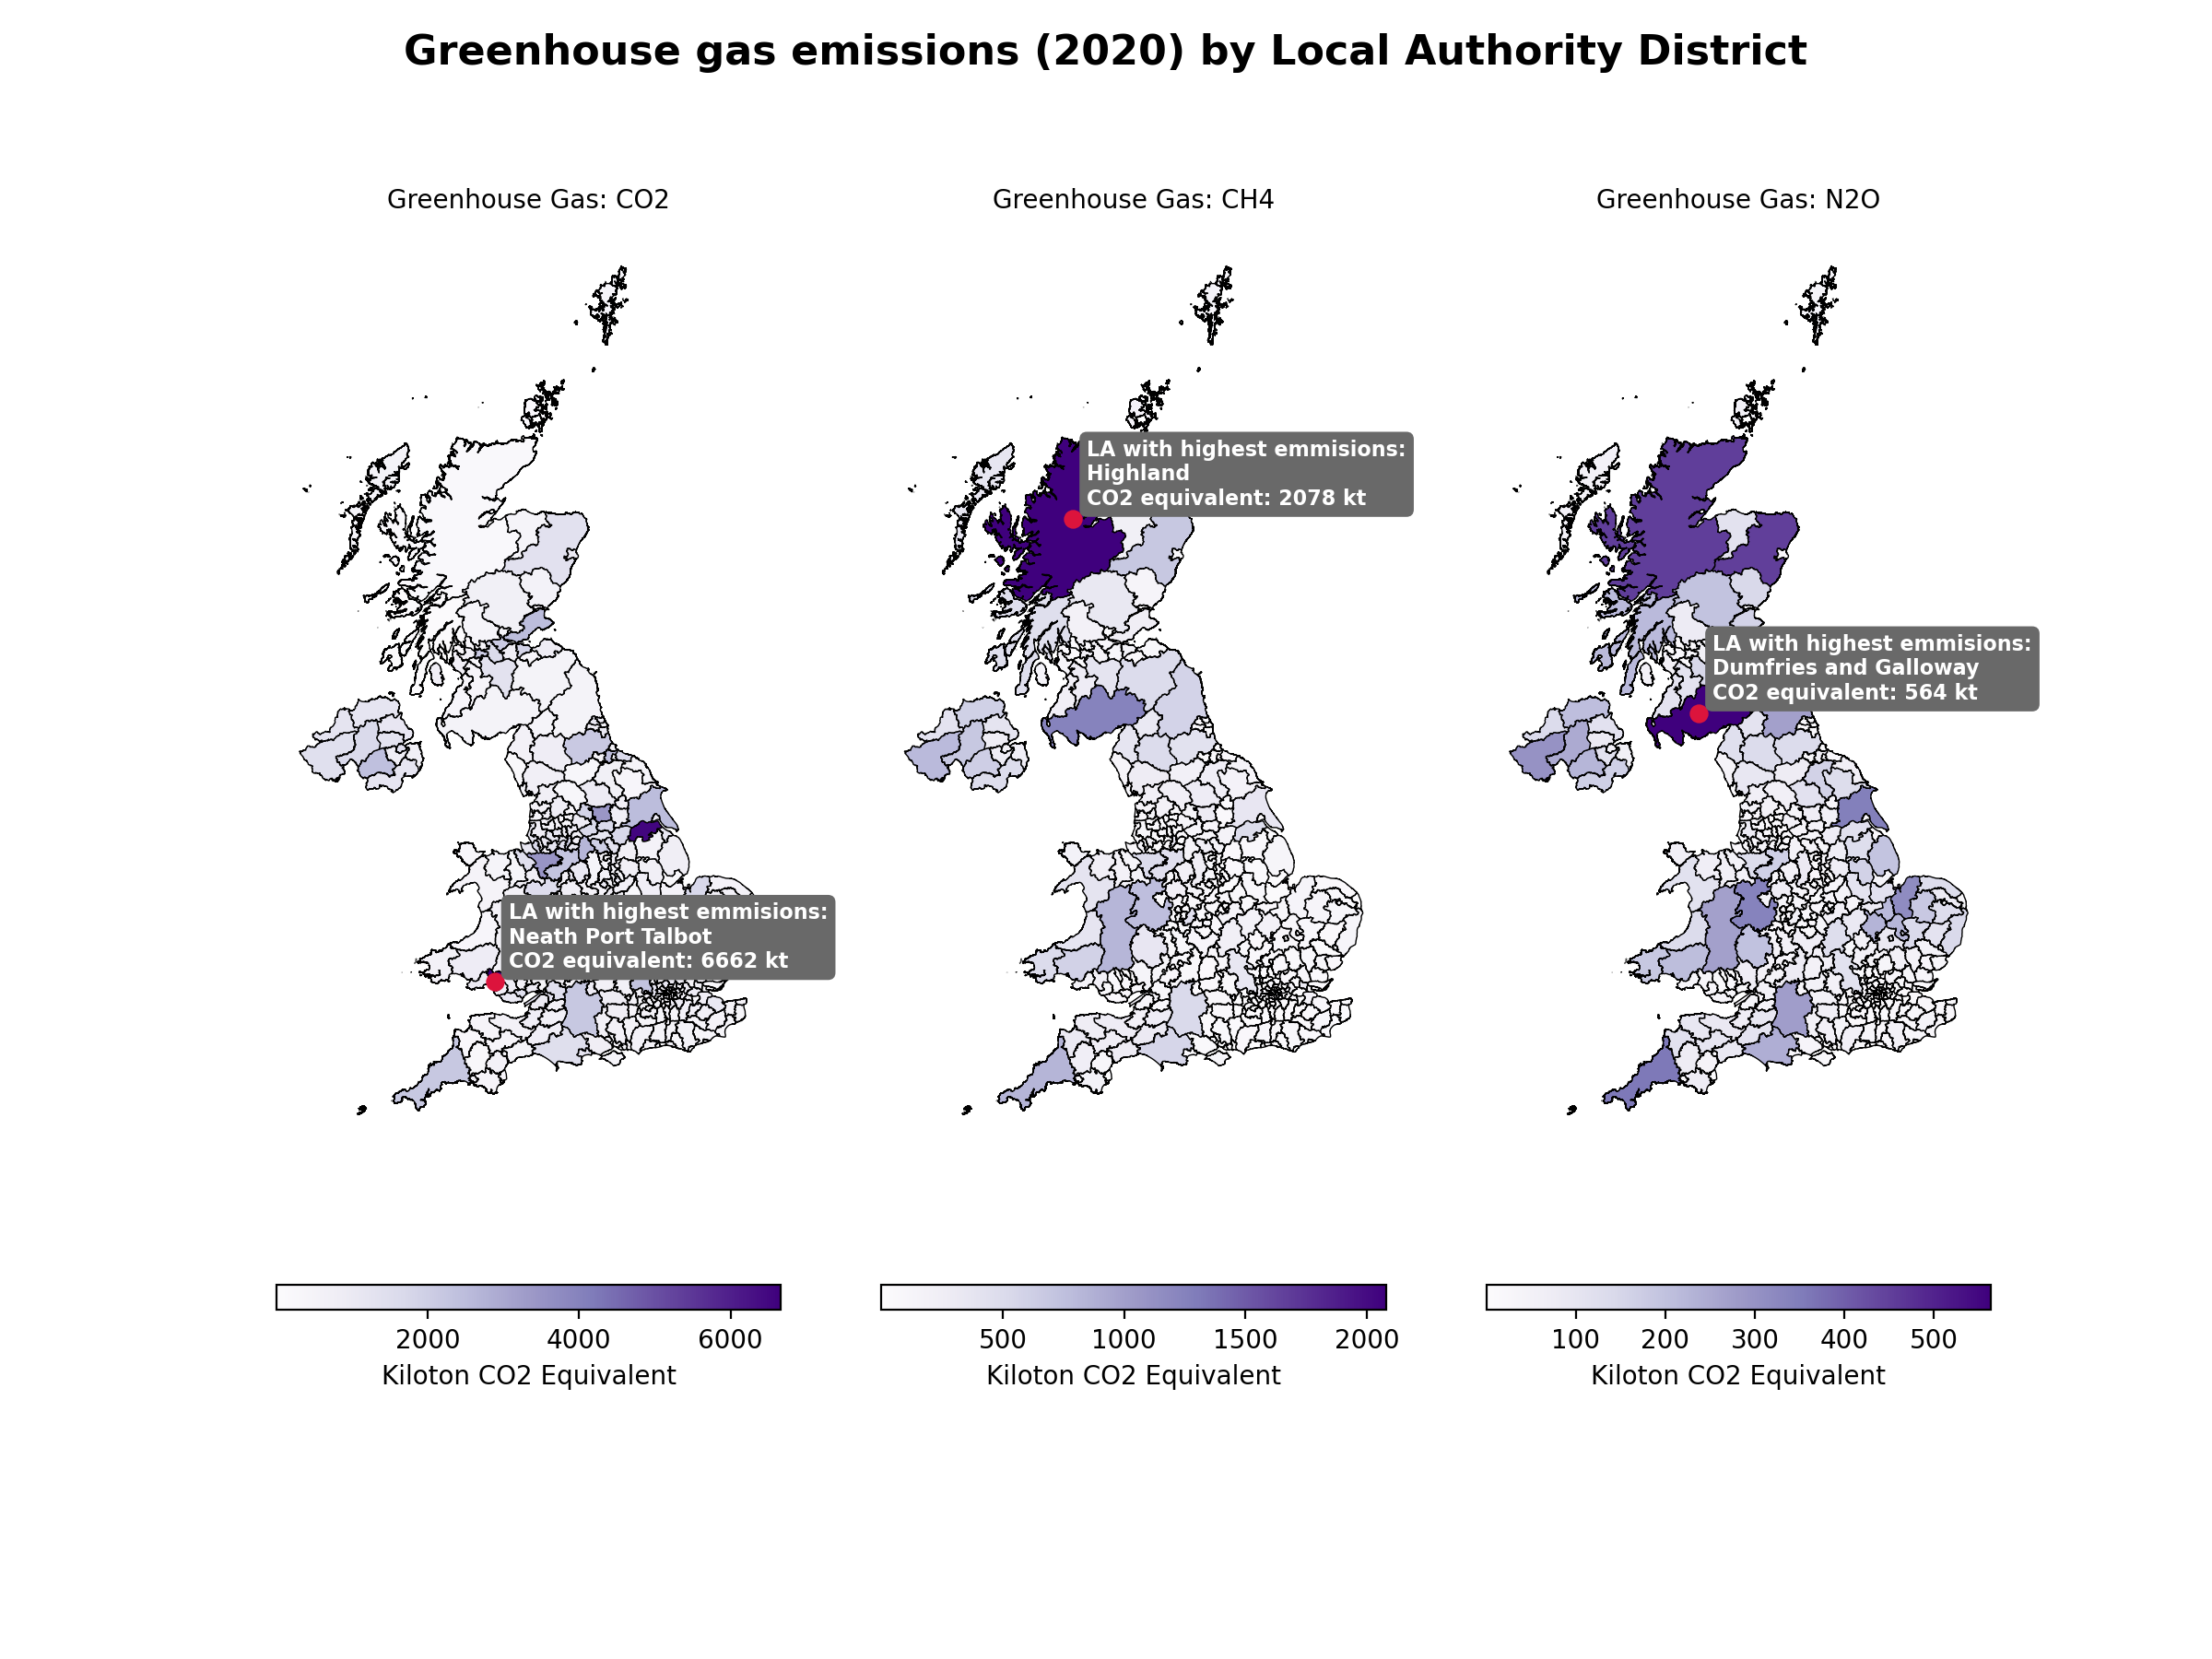 Greenhouse gas emissions (2020) by Local Authority District
Greenhouse Gas: CO2
LA with highest emmisions:
Neath Port Talbot
CO2 equivalent: 6662 kt
2000 4000 6000
Kiloton CO2 Equivalent
Greenhouse Gas: CH4
LA with highest emmisions:
Highland
CO2 equivalent: 2078 kt
500 1000 1500 2000
Kiloton CO2 Equivalent
Greenhouse Gas: N2O
LA with highest emmisions:
Dumfries and Galloway
CO2 equivalent: 564 kt
100 200 300 400 500
Kiloton CO2 Equivalent